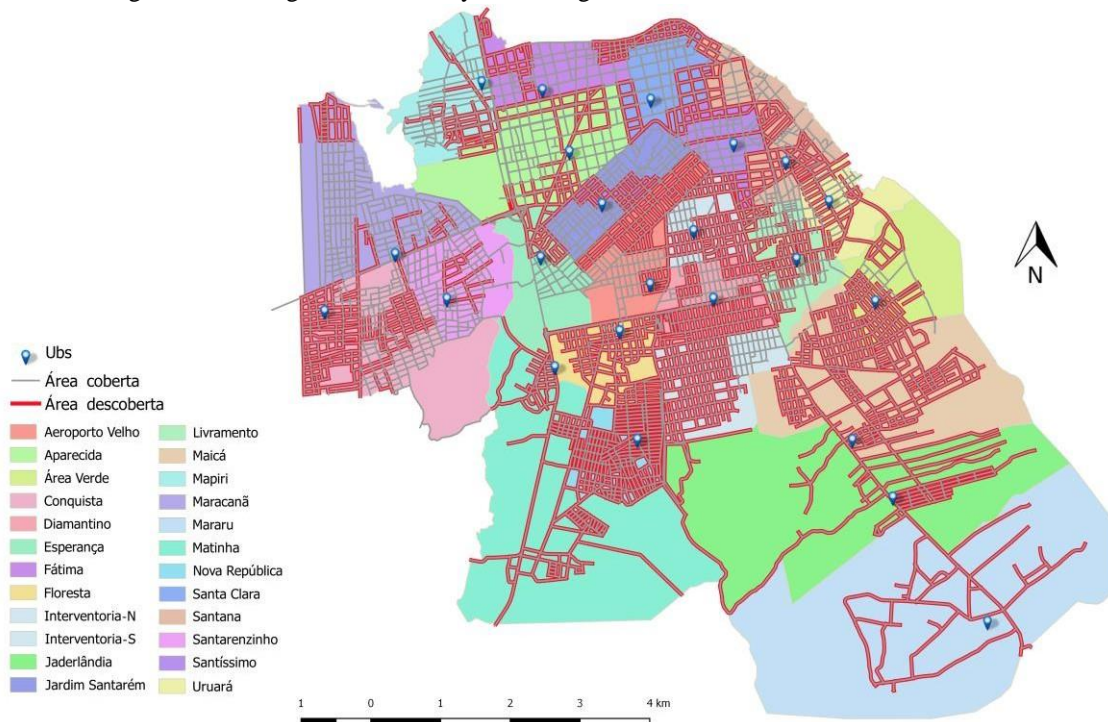 N
Ubs
Área coberta
Área descoberta
Aeroporto Velho
Aparecida
Área Verde
Conquista
Diamantino
Esperança
Fátima
Floresta
Interventoria-N
Interventoria-S
Jaderlândia
Jardim Santarém
Livramento
Maicá
Mapiri
Maracanã
Mararu
Matinha
Nova República
Santa Clara
Santana
Santarenzinho
Santíssimo
Uruará
1 0 1 2 3 4 km